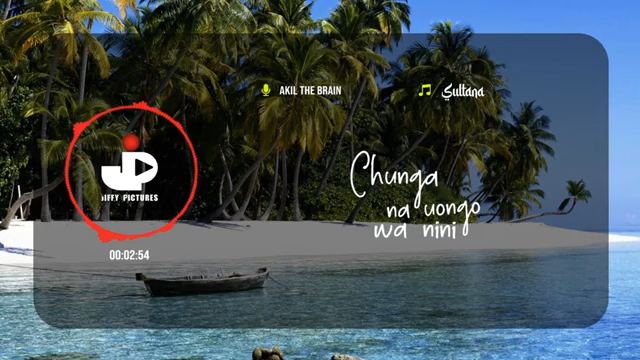 AKIL THE BRAIN
Sultana
JIFFY PICTURES
Chunga
na uongo
wa nini
00:02:54